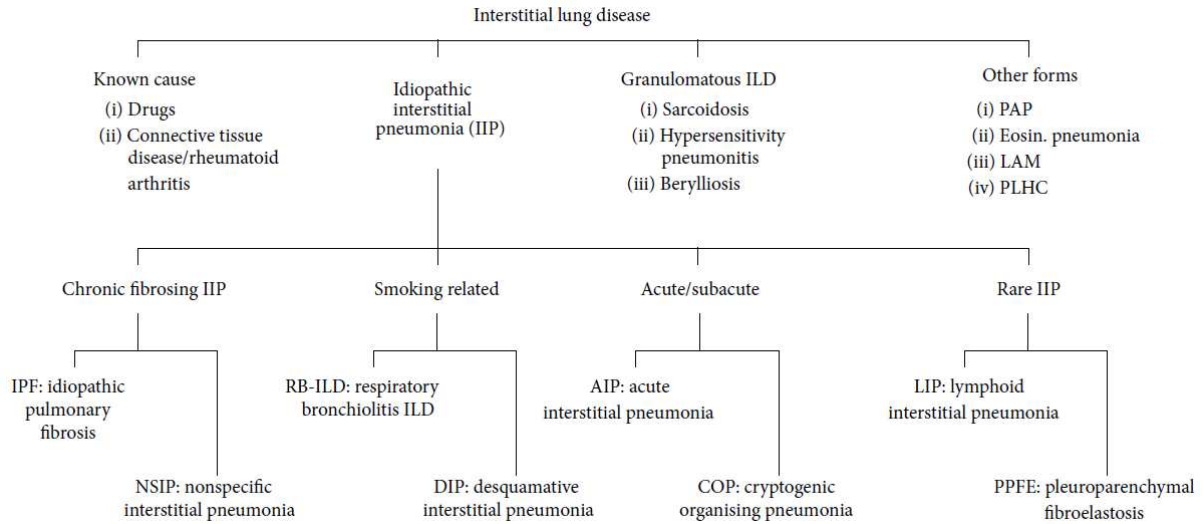 Interstitial lung disease
Known cause
(i) Drugs
(ii) Connective tissue
disease/rheumatoid
arthritis
Idiopathic
interstitial
pneumonia (IIP)
Granulomatous ILD
(i) Sarcoidosis
(ii) Hypersensitivity
pneumonitis
(iii) Berylliosis
Other forms
(i) PAP
(ii) Eosin. pneumonia
(iii) LAM
(iv) PLHC
Chronic fibrosing IIP
Smoking related
Acute/subacute
Rare IIP
IPF: idiopathic
pulmonary
fibrosis
NSIP: nonspecific
interstitial pneumonia
RB-ILD: respiratory
bronchiolitis ILD
DIP: desquamative
interstitial pneumonia
AIP: acute
interstitial pneumonia
COP: cryptogenic
organising pneumonia
LIP: lymphoid
interstitial pneumonia
PPFE: pleuroparenchymal
fibroelastosis